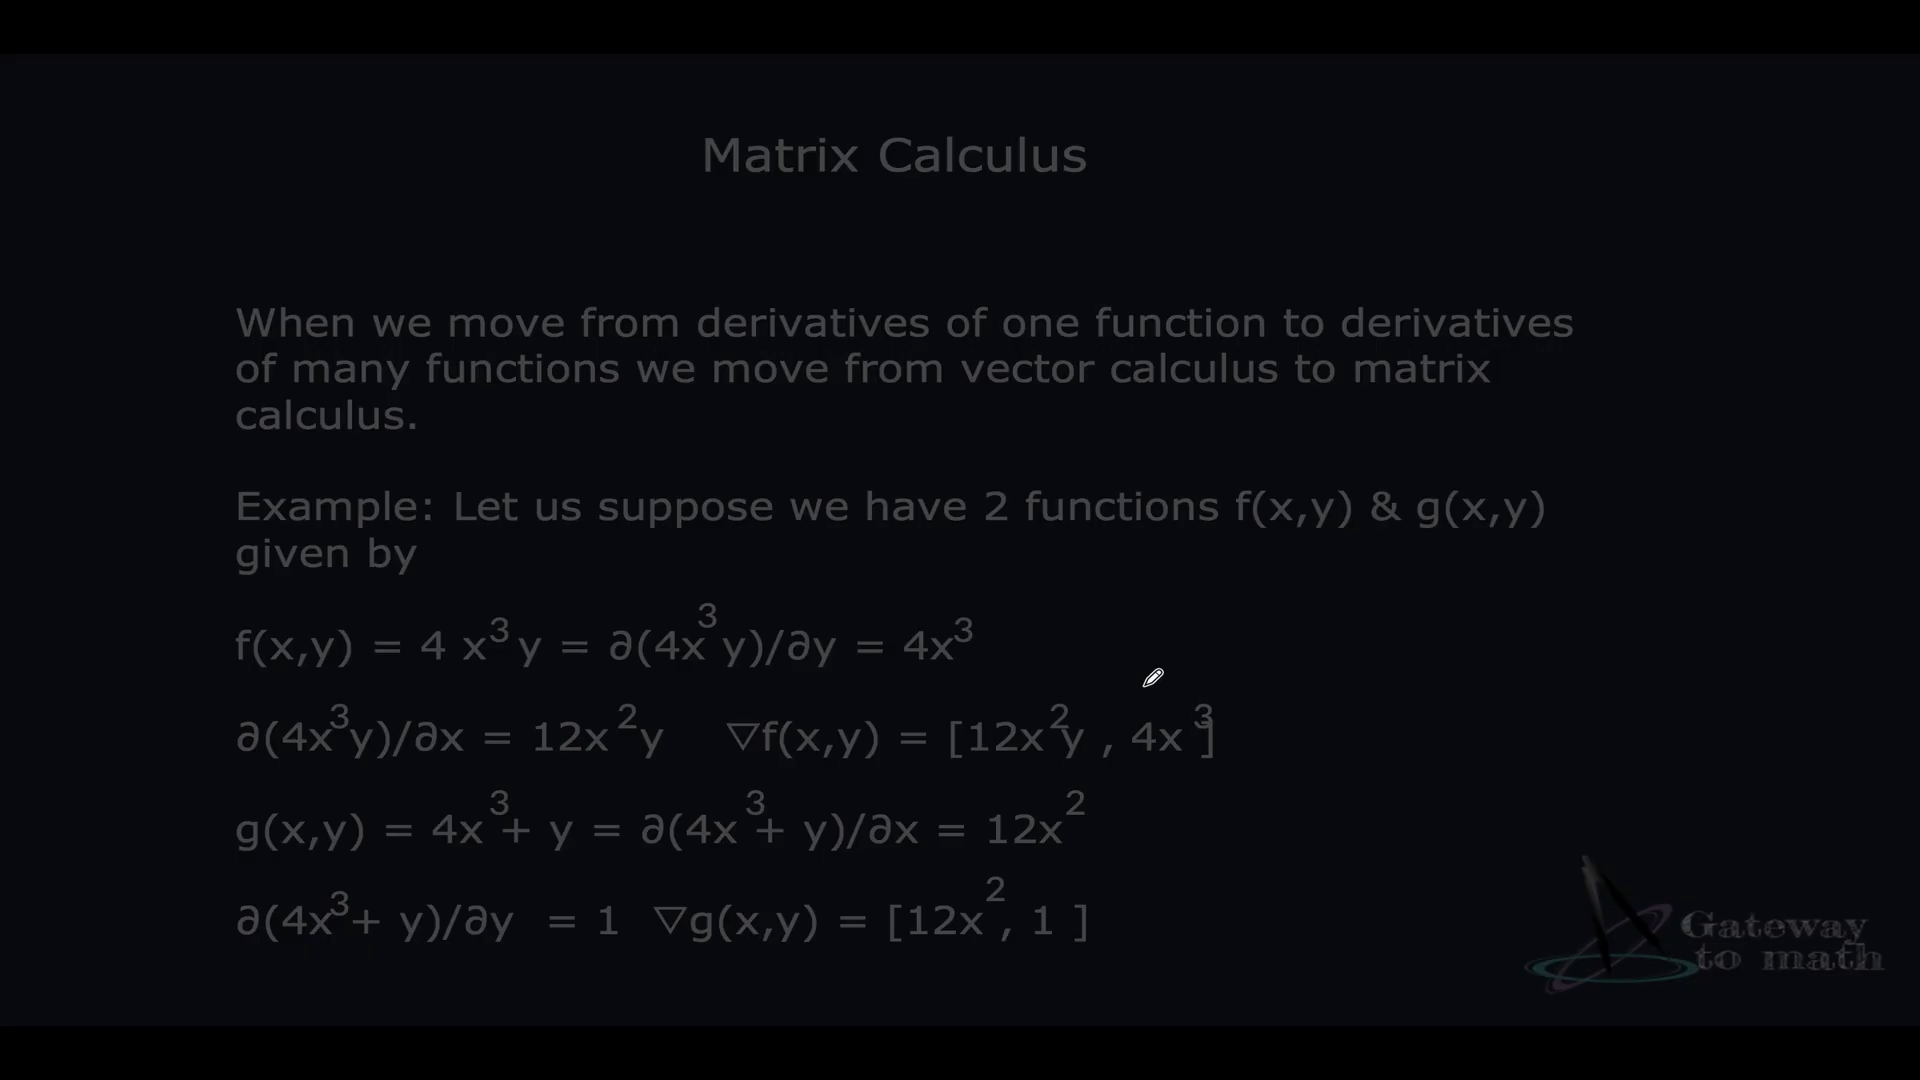 Matrix Calculus
When we move from derivatives of one function to derivatives
of many functions we move from vector calculus to matrix
calculus.
Example: Let us suppose we have 2 functions f(x,y) & g(x,y)
given by
f(x,y) = 4 x³ y = ∂(4x³ y)/∂y = 4x³
∂(4x³y)/∂x = 12x²y ▽f(x,y) = [12x²y , 4x³]
g(x,y) = 4x³+ y = ∂(4x³+ y)/∂x = 12x²
∂(4x³+ y)/∂y = 1 ▽g(x,y) = [12x², 1 ]
Gateway
to math